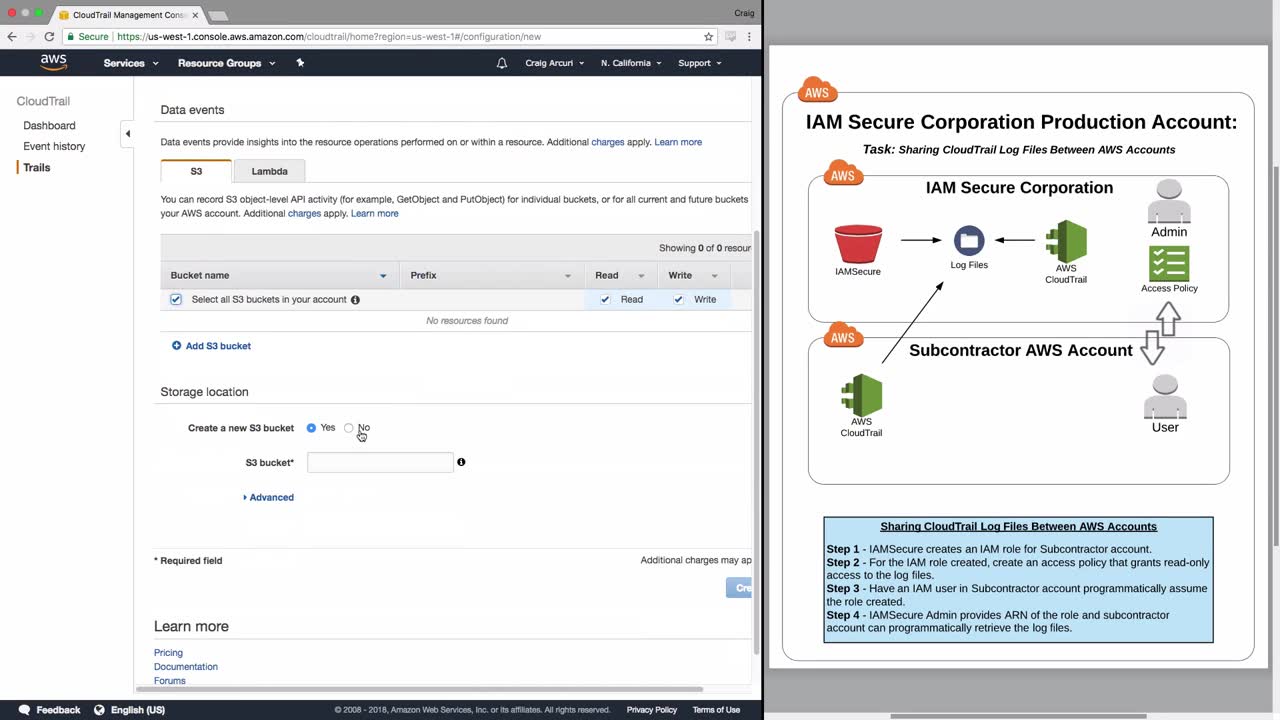 CloudTrail Management Cons
Craig
Secure
https://us-west-1.console.aws.amazon.com/cloudtrail/home?region=us-west-1#/configuration/new
aws
Services
Resource Groups
Craig Arcuri
N. California
Support
CloudTrail
Dashboard
Event history
Trails
Data events
Data events provide insights into the resource operations performed on or within a resource. Additional charges apply. Learn more
S3
Lambda
You can record S3 object-level API activity (for example, GetObject and PutObject) for individual buckets, or for all current and future buckets
your AWS account. Additional charges apply. Learn more
Showing 0 of 0 resour
Bucket name
Prefix
Read
Write
Select all S3 buckets in your account
Read
Write
No resources found
Add S3 bucket
Storage location
Create a new S3 bucket
Yes
No
S3 bucket*
Advanced
* Required field
Additional charges may ap
Cre
Learn more
Pricing
Documentation
Forums
Feedback
English (US)
© 2008 - 2018, Amazon Web Services, Inc. or its affiliates. All rights reserved.
Privacy Policy
Terms of Use
AWS
IAM Secure Corporation Production Account:
Task: Sharing CloudTrail Log Files Between AWS Accounts
AWS
IAM Secure Corporation
IAMSecure
Log Files
AWS
CloudTrail
Admin
Access Policy
AWS
Subcontractor AWS Account
AWS
CloudTrail
User
Sharing CloudTrail Log Files Between AWS Accounts
Step 1 - IAMSecure creates an IAM role for Subcontractor account.
Step 2 - For the IAM role created, create an access policy that grants read-only
access to the log files.
Step 3 - Have an IAM user in Subcontractor account programmatically assume
the role created.
Step 4 - IAMSecure Admin provides ARN of the role and subcontractor
account can programmatically retrieve the log files.